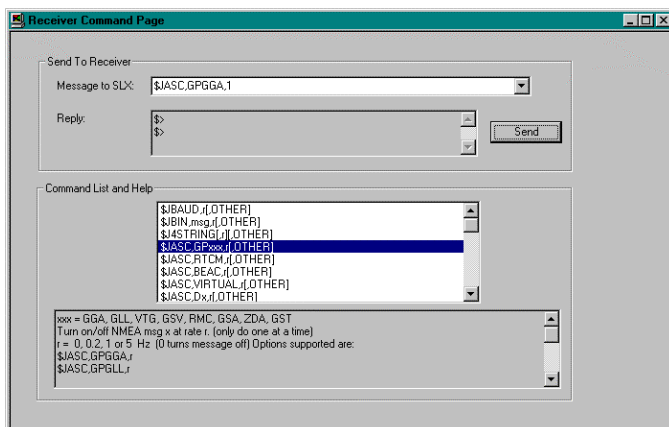 Receiver Command Page
Send To Receiver
Message to SLX: $JASC,GPGGA,1
Reply:
$>
$>
Send
Command List and Help
$JBAUD,r[,OTHER]
$JBIN,msg,r[,OTHER]
$J4STRING[,r][,OTHER]
$JASC,GPxxx,r[,OTHER]
$JASC,RTCM,r[,OTHER]
$JASC,BEAC,r[,OTHER]
$JASC,VIRTUAL,r[,OTHER]
$JASC,Dx,r[,OTHER]
xxx = GGA, GLL, VTG, GSV, RMC, GSA, ZDA, GST
Turn on/off NMEA msg x at rate r. (only do one at a time)
r = 0, 0.2, 1 or 5 Hz (0 turns message off) Options supported are:
$JASC,GPGGA,r
$JASC,GPGLL,r